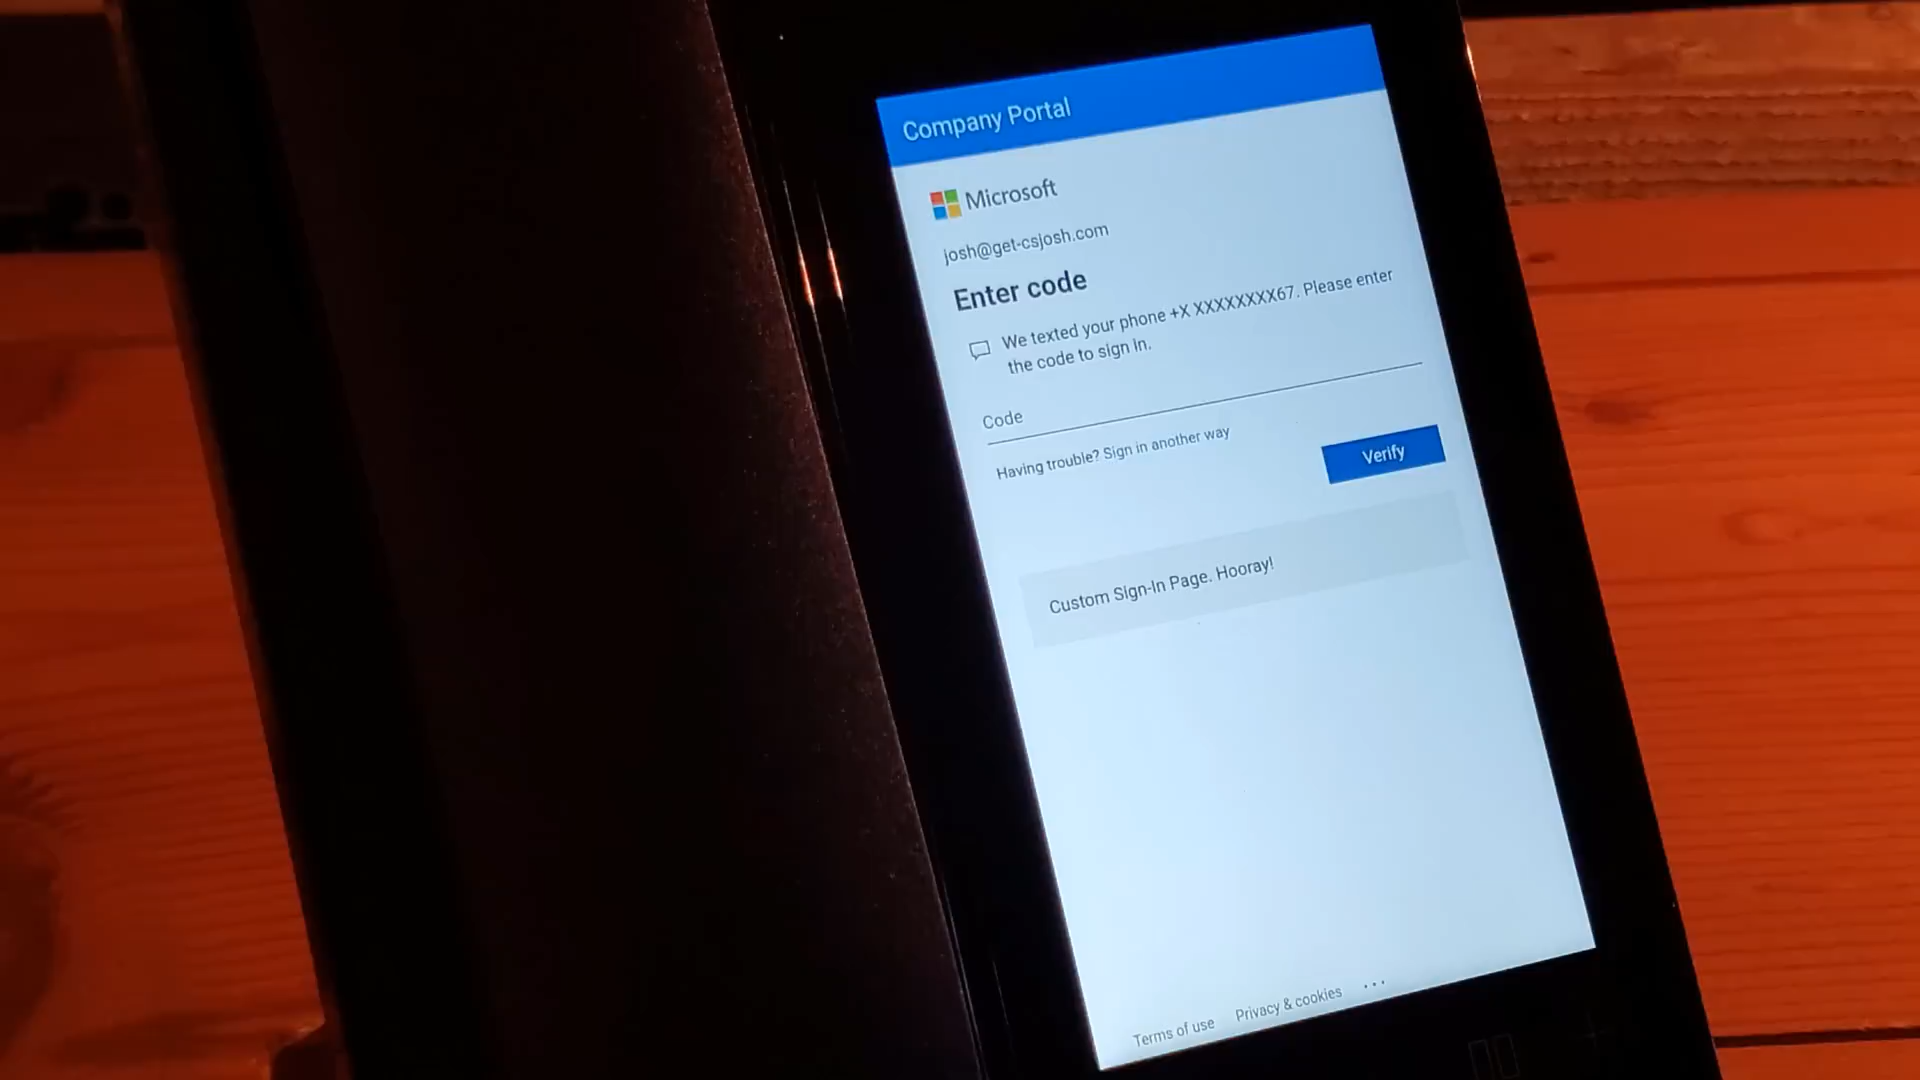 Company Portal
Microsoft
josh@get-csjosh.com
Enter code
We texted your phone +X XXXXXXXX67. Please enter
the code to sign in.
Code
Having trouble? Sign in another way
Verify
Custom Sign-In Page. Hooray!
Terms of use Privacy & cookies ...